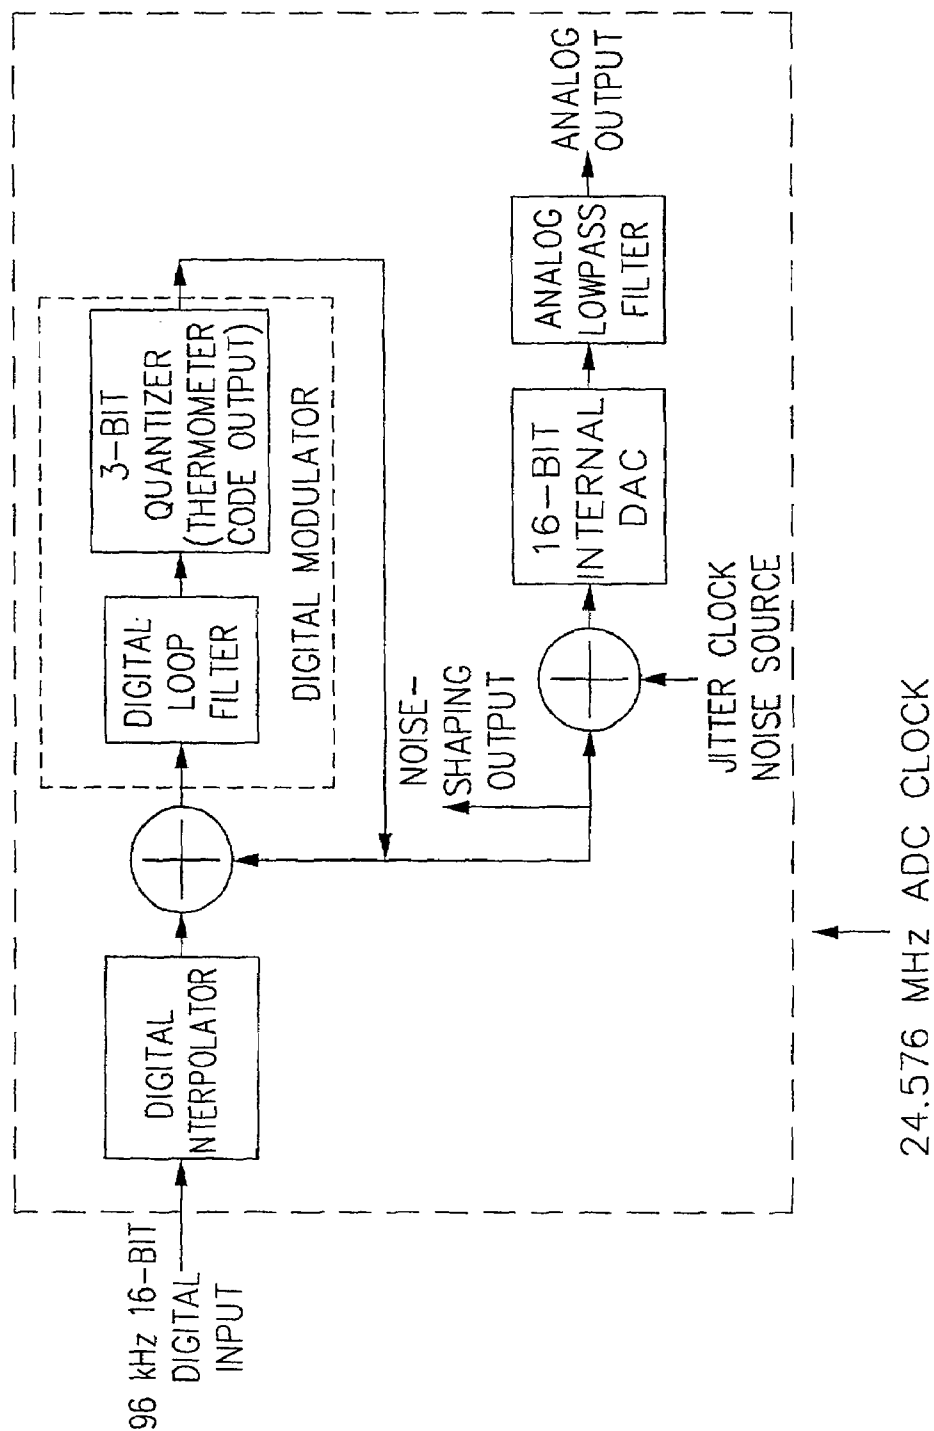 96 kHz 16-BIT
DIGITAL
INPUT
DIGITAL
NTERPOLATOR
DIGITAL
LOOP
FILTER
3-BIT
QUANTIZER
(THERMOMETER
CODE OUTPUT)
DIGITAL MODULATOR
NOISE-
SHAPING
OUTPUT
JITTER CLOCK
NOISE SOURCE
16-BIT
INTERNAL
DAC
ANALOG
LOWPASS
FILTER
ANALOG
OUTPUT
24.576 MHz ADC CLOCK